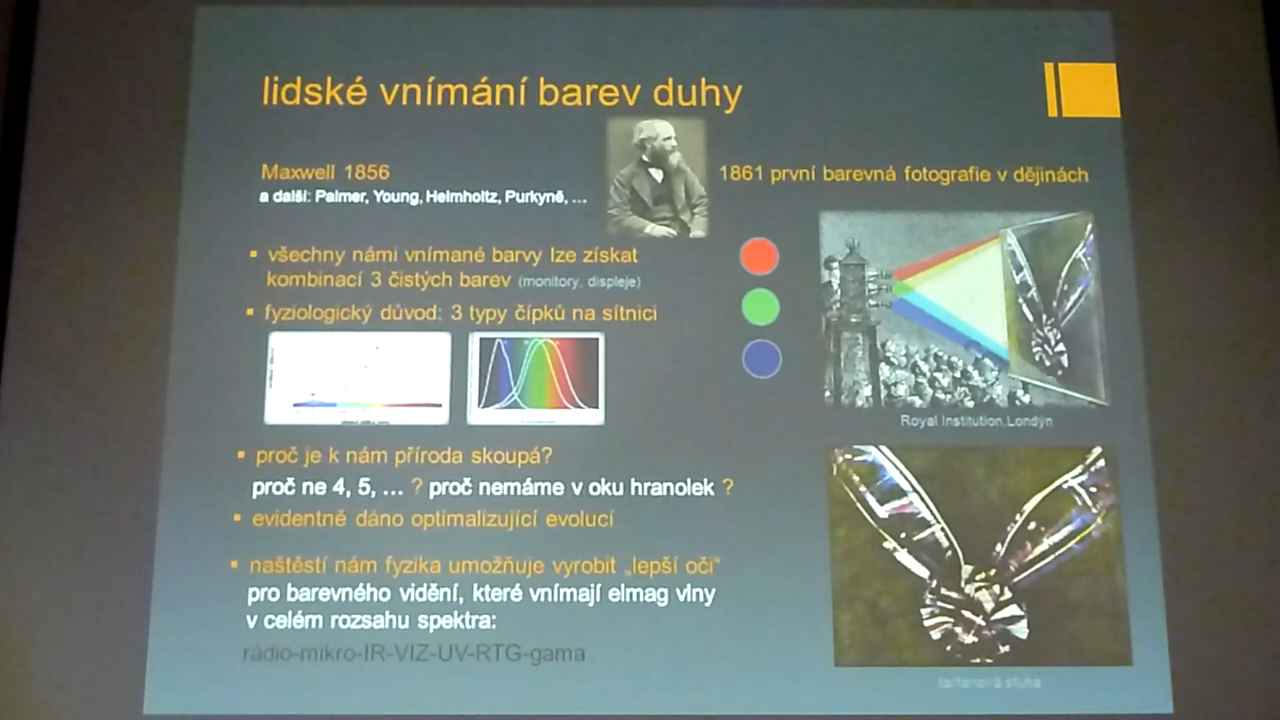 lidské vnímání barev duhy
Maxwell 1856
a další: Palmer, Young, Helmholtz, Purkyně, ...
1861 první barevná fotografie v dějinách
▪ všechny námi vnímané barvy lze získat
kombinací 3 čistých barev (monitory, displeje)
▪ fyziologický důvod: 3 typy čípků na sítnici
Royal Institution,Londýn
▪ proč je k nám příroda skoupá?
proč ne 4, 5, ... ? proč nemáme v oku hranolek ?
▪ evidentně dáno optimalizující evolucí
▪ naštěstí nám fyzika umožňuje vyrobit „lepší oči“
pro barevného vidění, které vnímají elmag vlny
v celém rozsahu spektra:
rádio-mikro-IR-VIZ-UV-RTG-gama
tartanová stuha